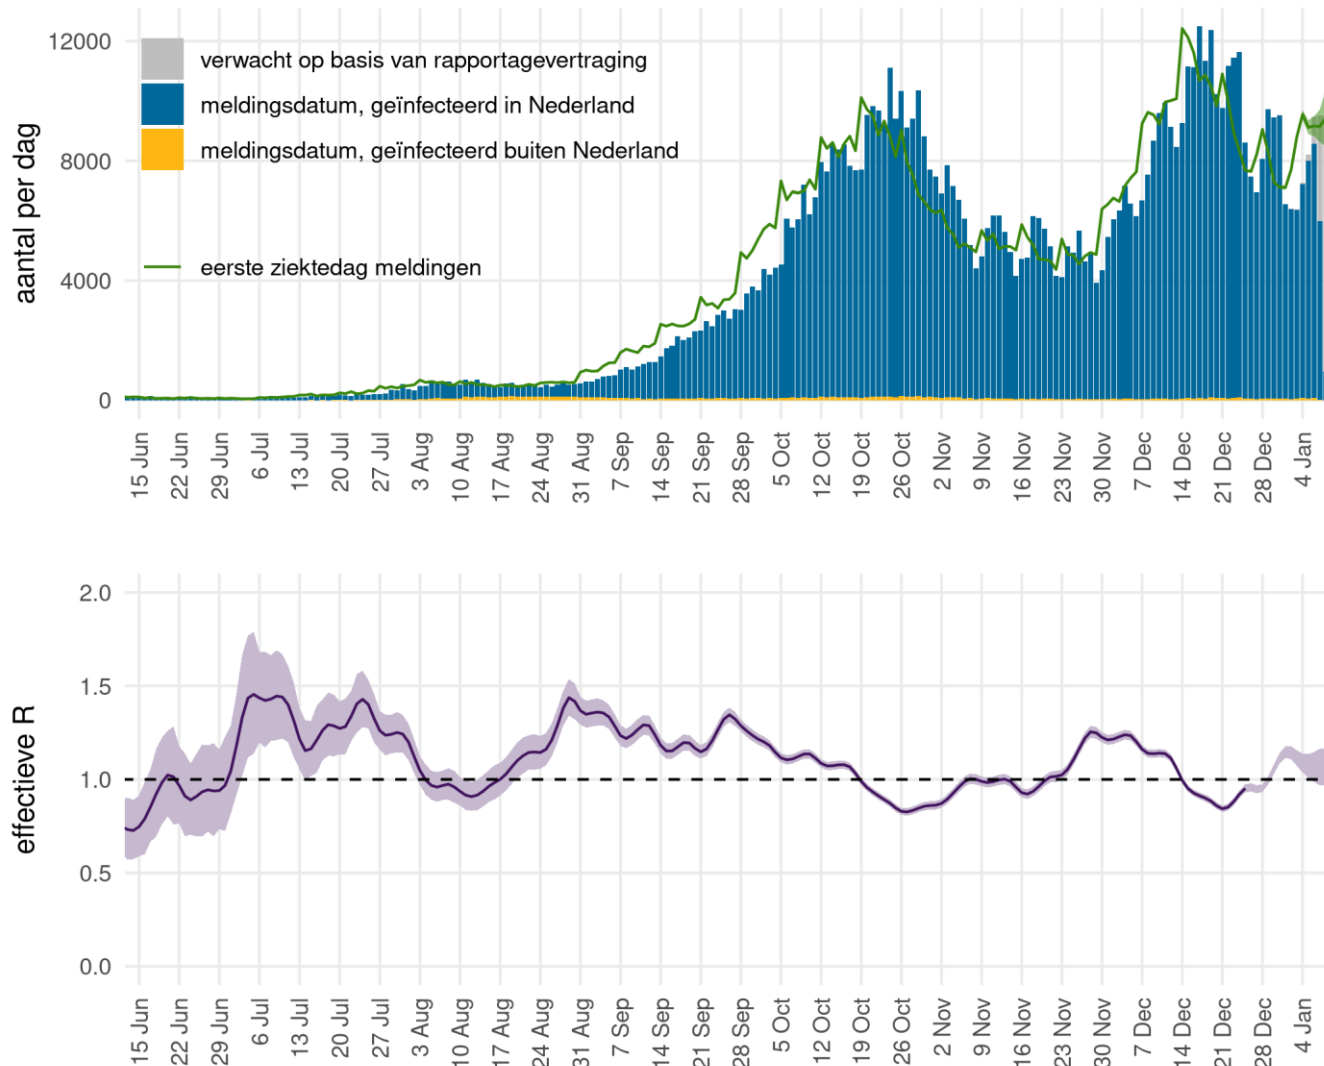 12000
8000
4000
0
aantal per dag
verwacht op basis van rapportagevertraging
meldingsdatum, geïnfecteerd in Nederland
meldingsdatum, geïnfecteerd buiten Nederland
eerste ziektedag meldingen
15 Jun
22 Jun
29 Jun
6 Jul
13 Jul
20 Jul
27 Jul
3 Aug
10 Aug
17 Aug
24 Aug
31 Aug
7 Sep
14 Sep
21 Sep
28 Sep
5 Oct
12 Oct
19 Oct
26 Oct
2 Nov
9 Nov
16 Nov
23 Nov
30 Nov
7 Dec
14 Dec
21 Dec
28 Dec
4 Jan
2.0
1.5
1.0
0.5
0.0
effectieve R
15 Jun
22 Jun
29 Jun
6 Jul
13 Jul
20 Jul
27 Jul
3 Aug
10 Aug
17 Aug
24 Aug
31 Aug
7 Sep
14 Sep
21 Sep
28 Sep
5 Oct
12 Oct
19 Oct
26 Oct
2 Nov
9 Nov
16 Nov
23 Nov
30 Nov
7 Dec
14 Dec
21 Dec
28 Dec
4 Jan